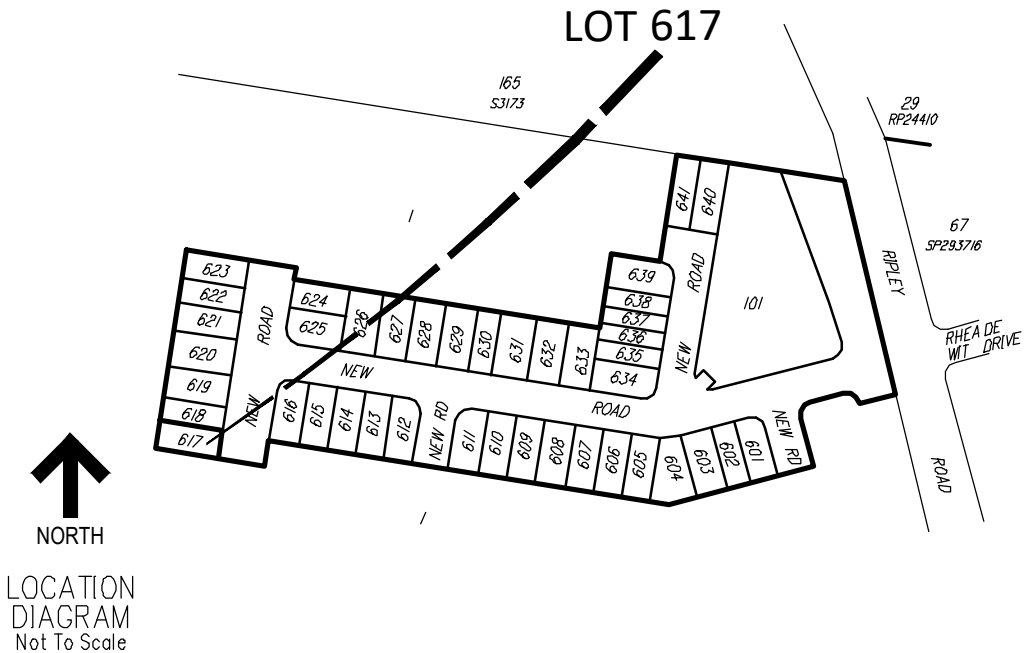 LOT 617
165
S3173
29
RP24410
67
SP293716
RIPLEY
ROAD
RHEA DE
WIT DRIVE
1
641
640
NEW
ROAD
101
639
638
637
636
635
634
623
622
621
620
619
618
617
NEW
ROAD
624
625
626
627
628
629
630
631
632
633
NEW
ROAD
616
615
614
613
612
NEW RD
611
610
609
608
607
606
605
604
603
602
601
NEW RD
1
NORTH
LOCATION
DIAGRAM
Not To Scale